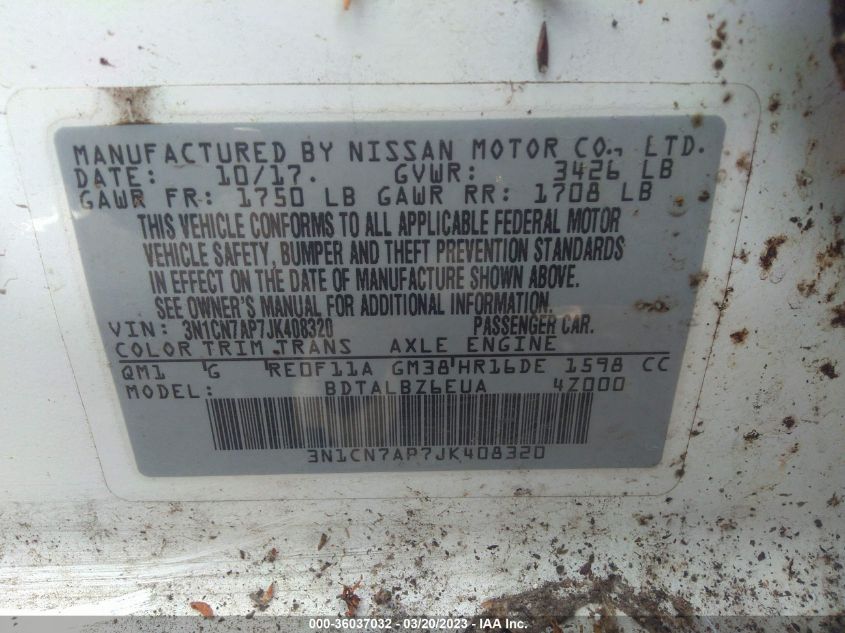 MANUFACTURED BY NISSAN MOTOR CO., LTD.
DATE: 10/17. GVWR: 3426 LB
GAWR FR: 1750 LB GAWR RR: 1708 LB
THIS VEHICLE CONFORMS TO ALL APPLICABLE FEDERAL MOTOR
VEHICLE SAFETY, BUMPER AND THEFT PREVENTION STANDARDS
IN EFFECT ON THE DATE OF MANUFACTURE SHOWN ABOVE.
SEE OWNER'S MANUAL FOR ADDITIONAL INFORMATION.
VIN: 3N1CN7AP7JK408320 PASSENGER CAR.
COLOR TRIM TRANS AXLE ENGINE
QM1 G RE0F11A GM38 HR16DE 1598 CC
MODEL: BDTALBZ6EUA 4Z000
3N1CN7AP7JK408320
000-36037032 - 03/20/2023 - IAA Inc.